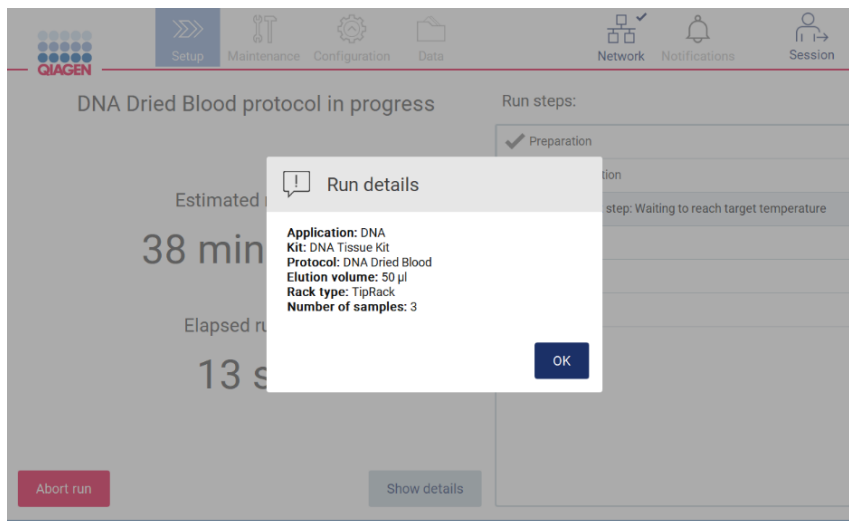 QIAGEN
Setup
Maintenance
Configuration
Data
Network
Notifications
Session
DNA Dried Blood protocol in progress
Run steps:
Preparation
step: Waiting to reach target temperature
Estimated
38 min
Elapsed
13
Run details
Application: DNA
Kit: DNA Tissue Kit
Protocol: DNA Dried Blood
Elution volume: 50 µl
Rack type: TipRack
Number of samples: 3
OK
Abort run
Show details